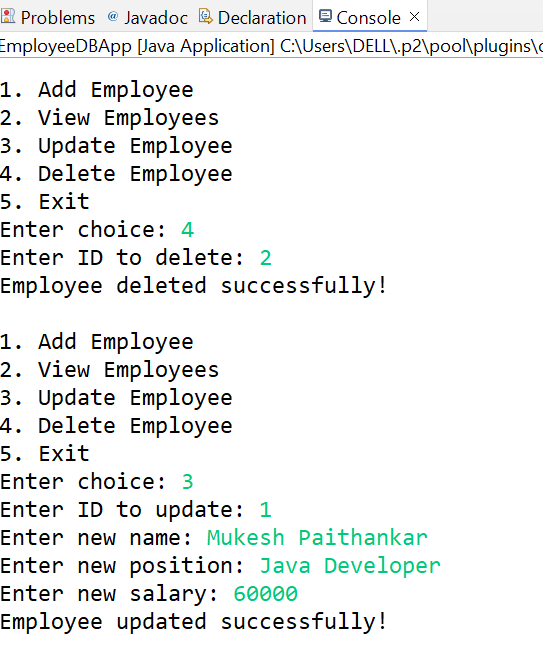 Problems @ Javadoc Declaration Console ×
EmployeeDBApp [Java Application] C:\Users\DELL\.p2\pool\plugins\
1. Add Employee
2. View Employees
3. Update Employee
4. Delete Employee
5. Exit
Enter choice: 4
Enter ID to delete: 2
Employee deleted successfully!
1. Add Employee
2. View Employees
3. Update Employee
4. Delete Employee
5. Exit
Enter choice: 3
Enter ID to update: 1
Enter new name: Mukesh Paithankar
Enter new position: Java Developer
Enter new salary: 60000
Employee updated successfully!